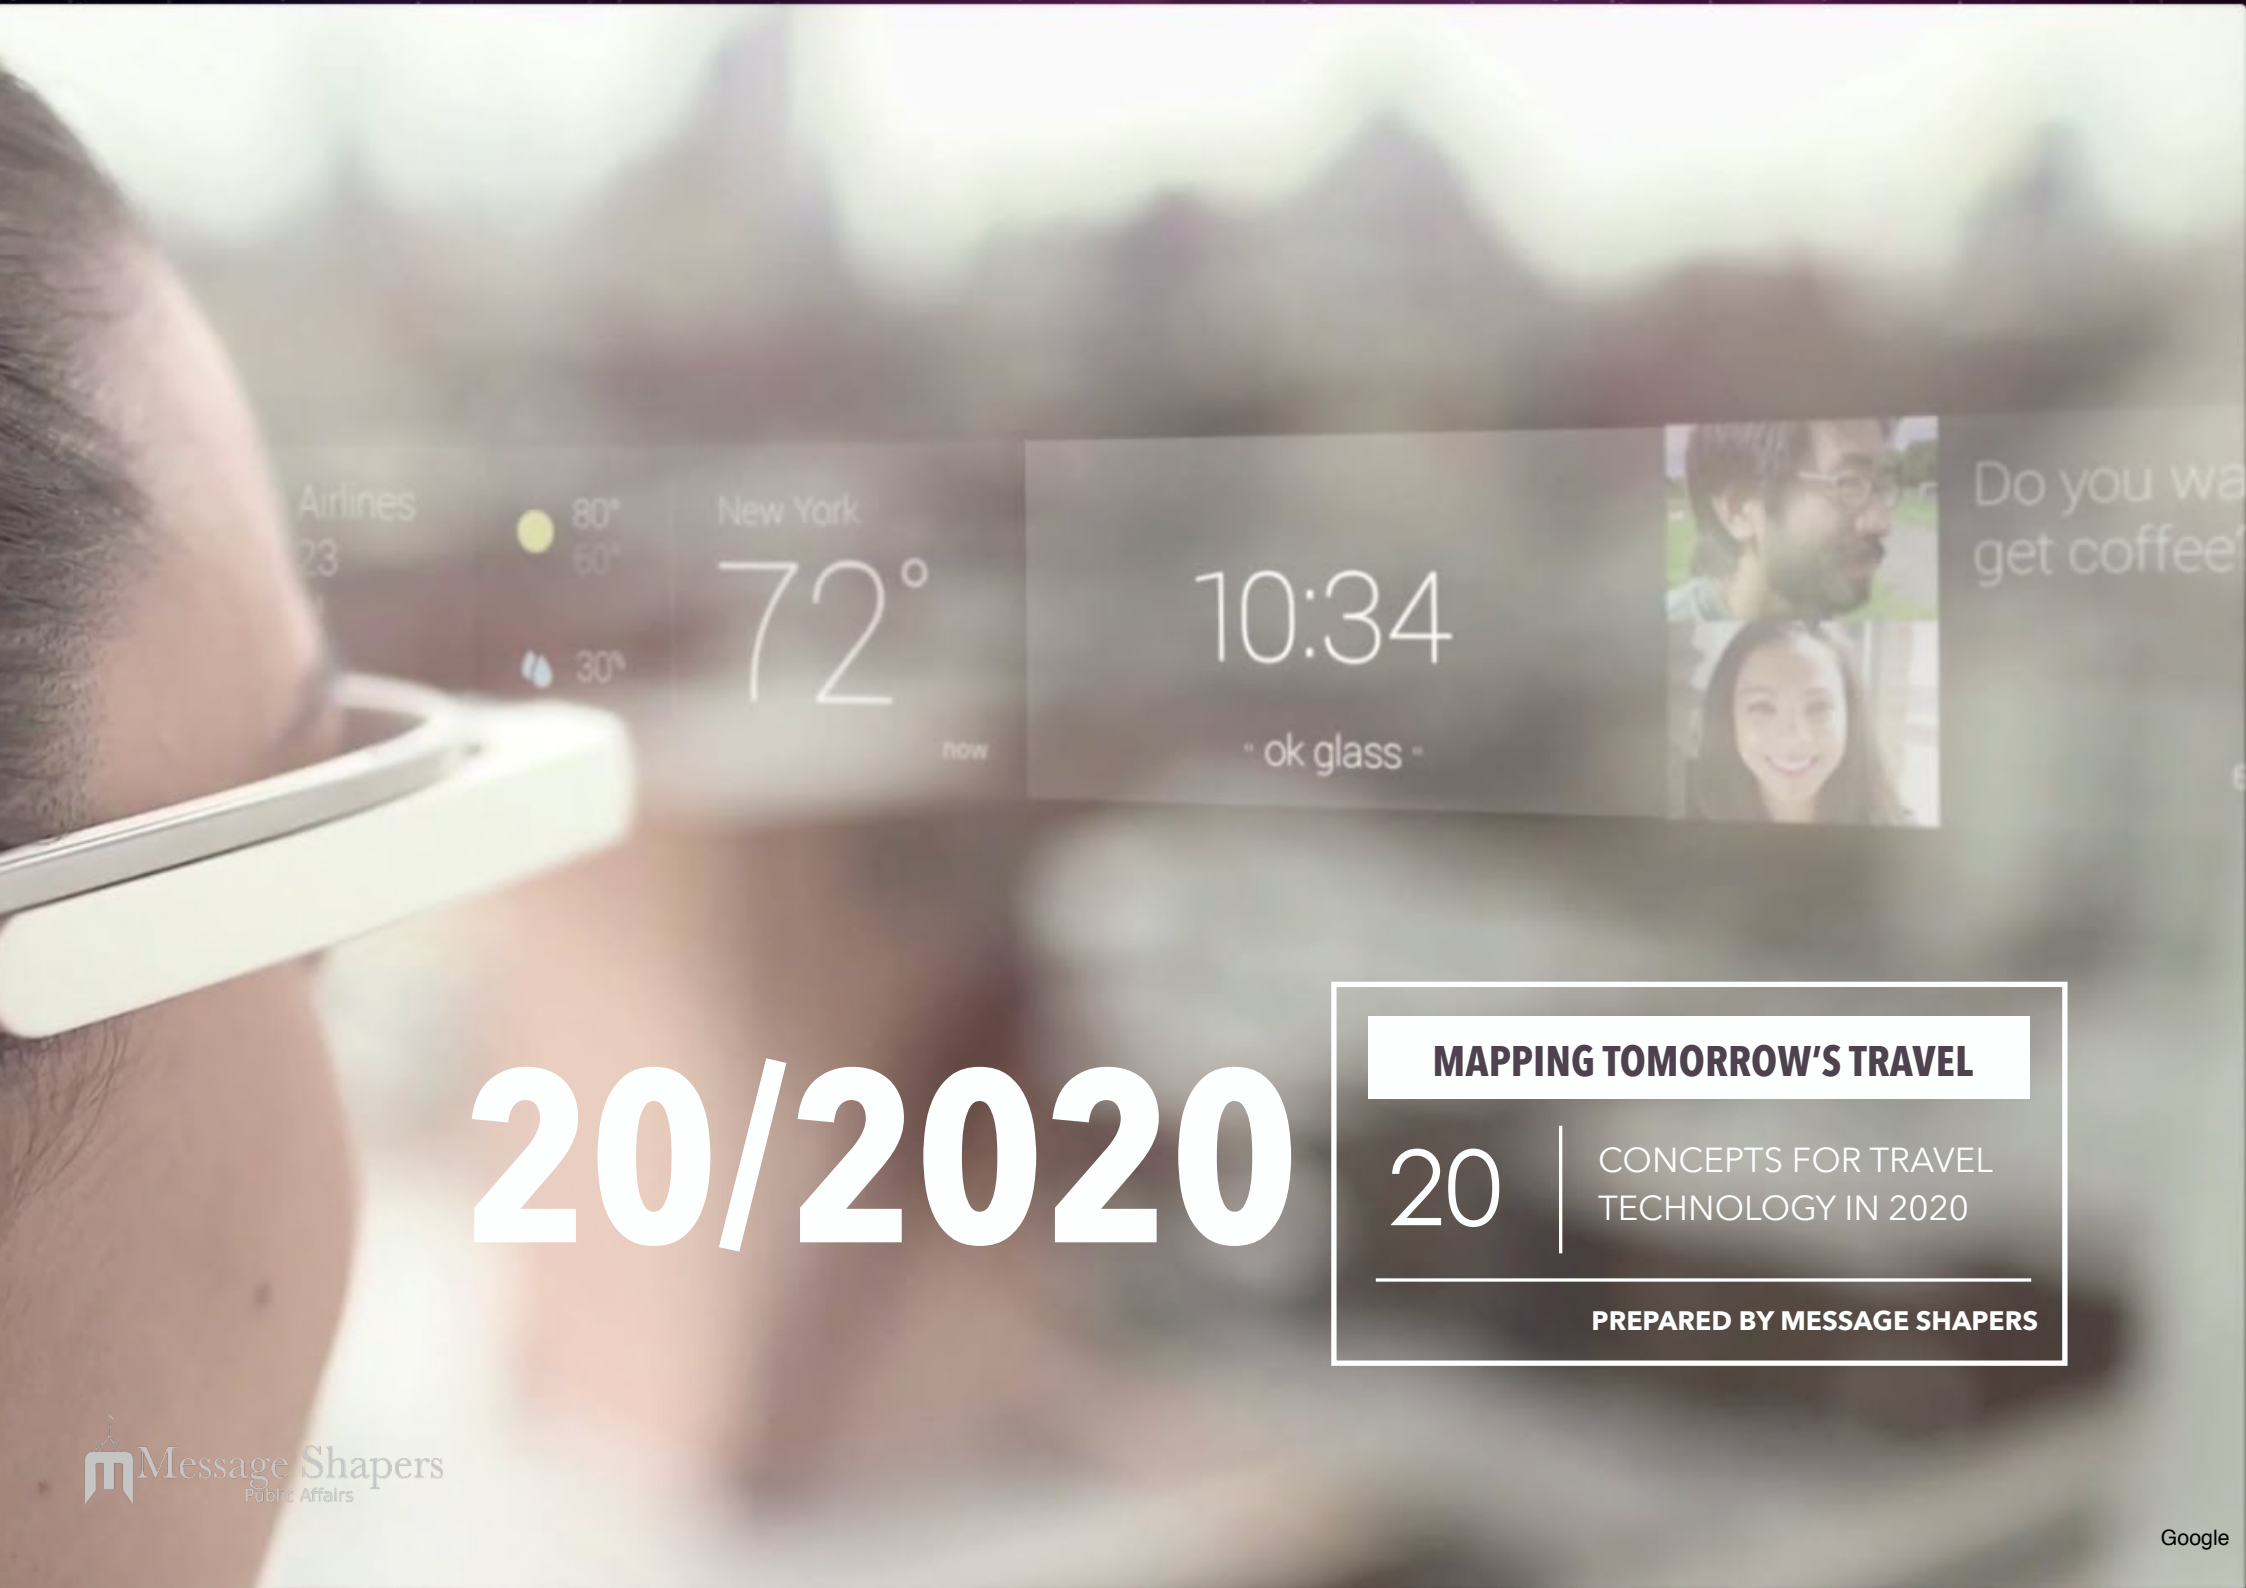 Airlines
23
80°
60°
30%
New York
72°
now
10:34
" ok glass "
Do you wa
get coffee?
20/2020
MAPPING TOMORROW'S TRAVEL
20
CONCEPTS FOR TRAVEL
TECHNOLOGY IN 2020
PREPARED BY MESSAGE SHAPERS
Message Shapers
Public Affairs
Google